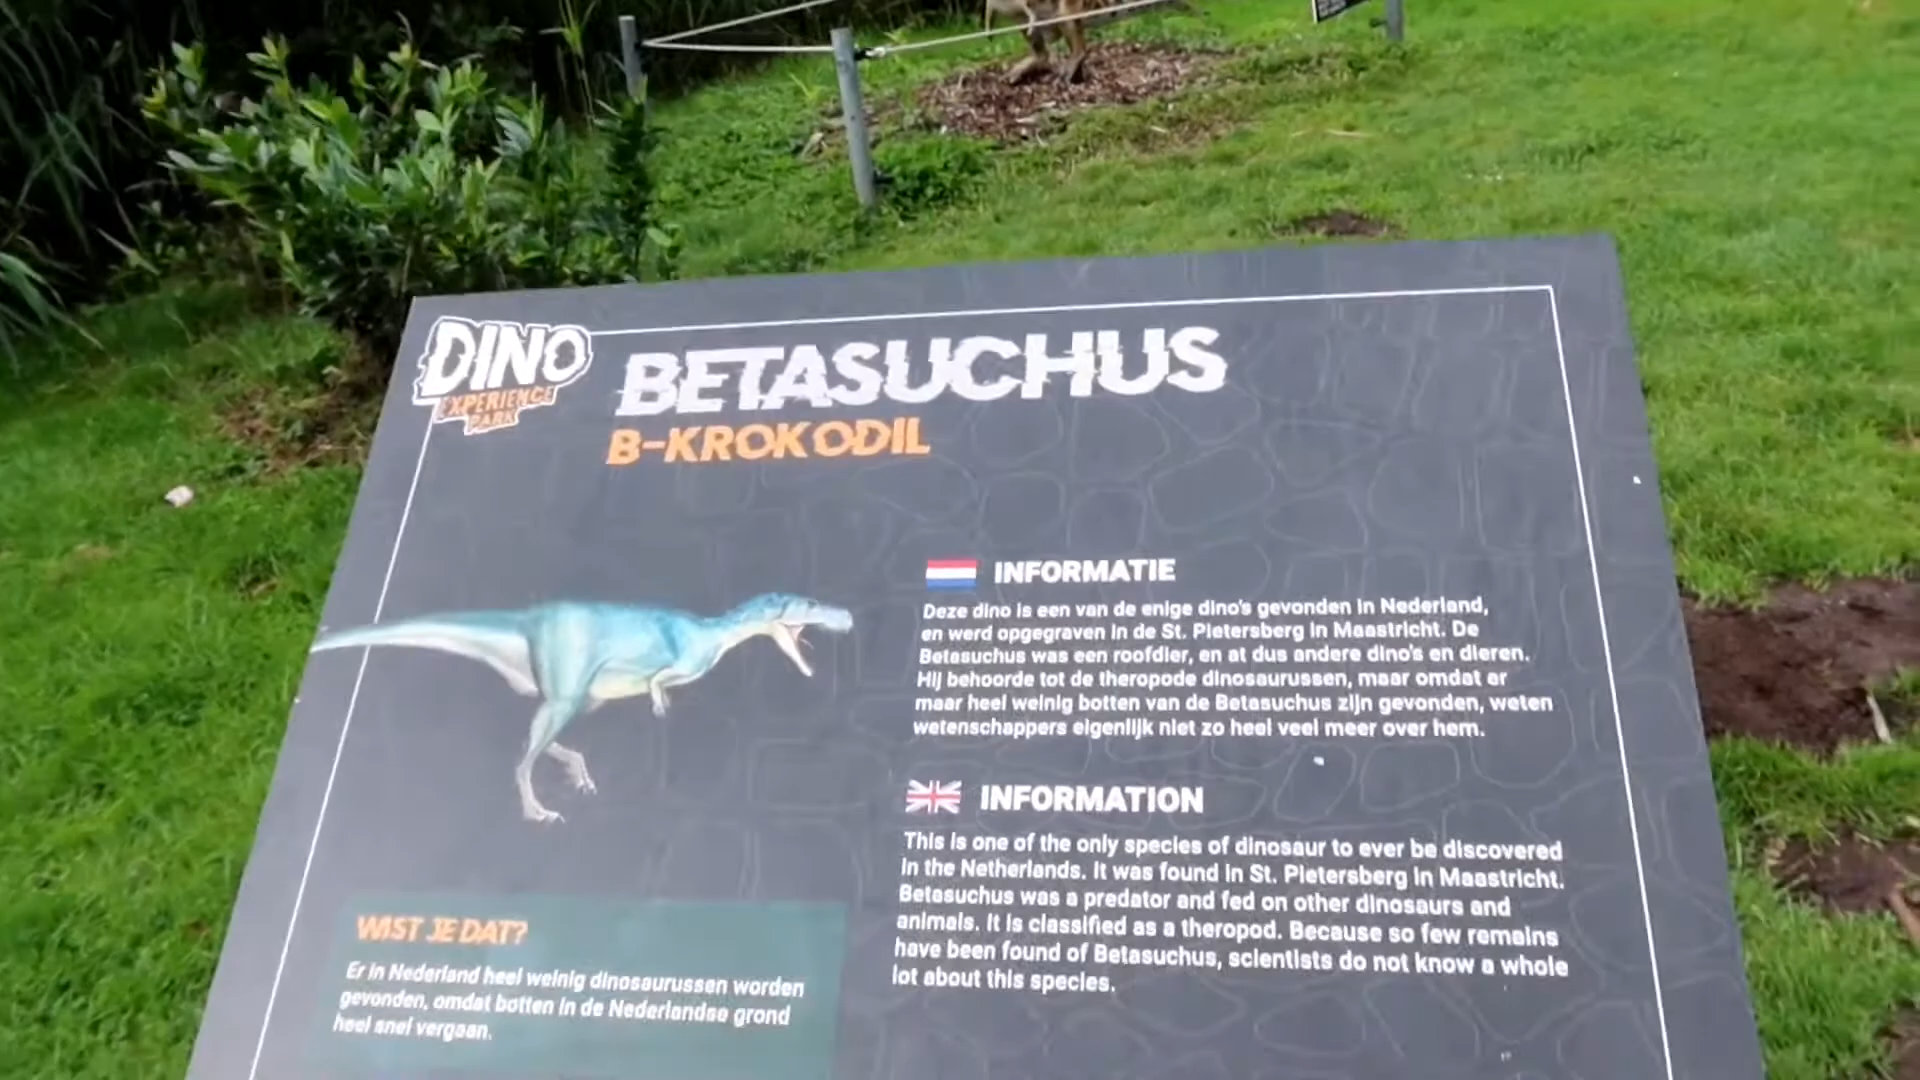 DINO
EXPERIENCE
PARK
BETASUCHUS
B-KROKODIL
INFORMATIE
Deze dino is een van de enige dino's gevonden in Nederland,
en werd opgegraven in de St. Pietersberg in Maastricht. De
Betasuchus was een roofdier, en at dus andere dino's en dieren.
Hij behoorde tot de theropode dinosaurussen, maar omdat er
maar heel weinig botten van de Betasuchus zijn gevonden, weten
wetenschappers eigenlijk niet zo heel veel meer over hem.
INFORMATION
This is one of the only species of dinosaur to ever be discovered
in the Netherlands. It was found in St. Pietersberg in Maastricht.
Betasuchus was a predator and fed on other dinosaurs and
animals. It is classified as a theropod. Because so few remains
have been found of Betasuchus, scientists do not know a whole
lot about this species.
WIST JE DAT?
Er in Nederland heel weinig dinosaurussen worden
gevonden, omdat botten in de Nederlandse grond
heel snel vergaan.